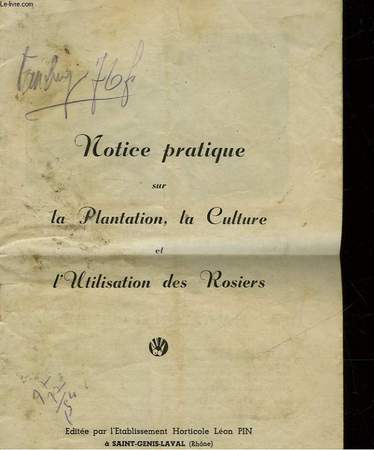 Le-livre.com
76f
Notice pratique
sur
la Plantation, la Culture
et
l'Utilisation des Rosiers
Editée par l'Etablissement Horticole Léon PIN
à SAINT-GENIS-LAVAL (Rhône)